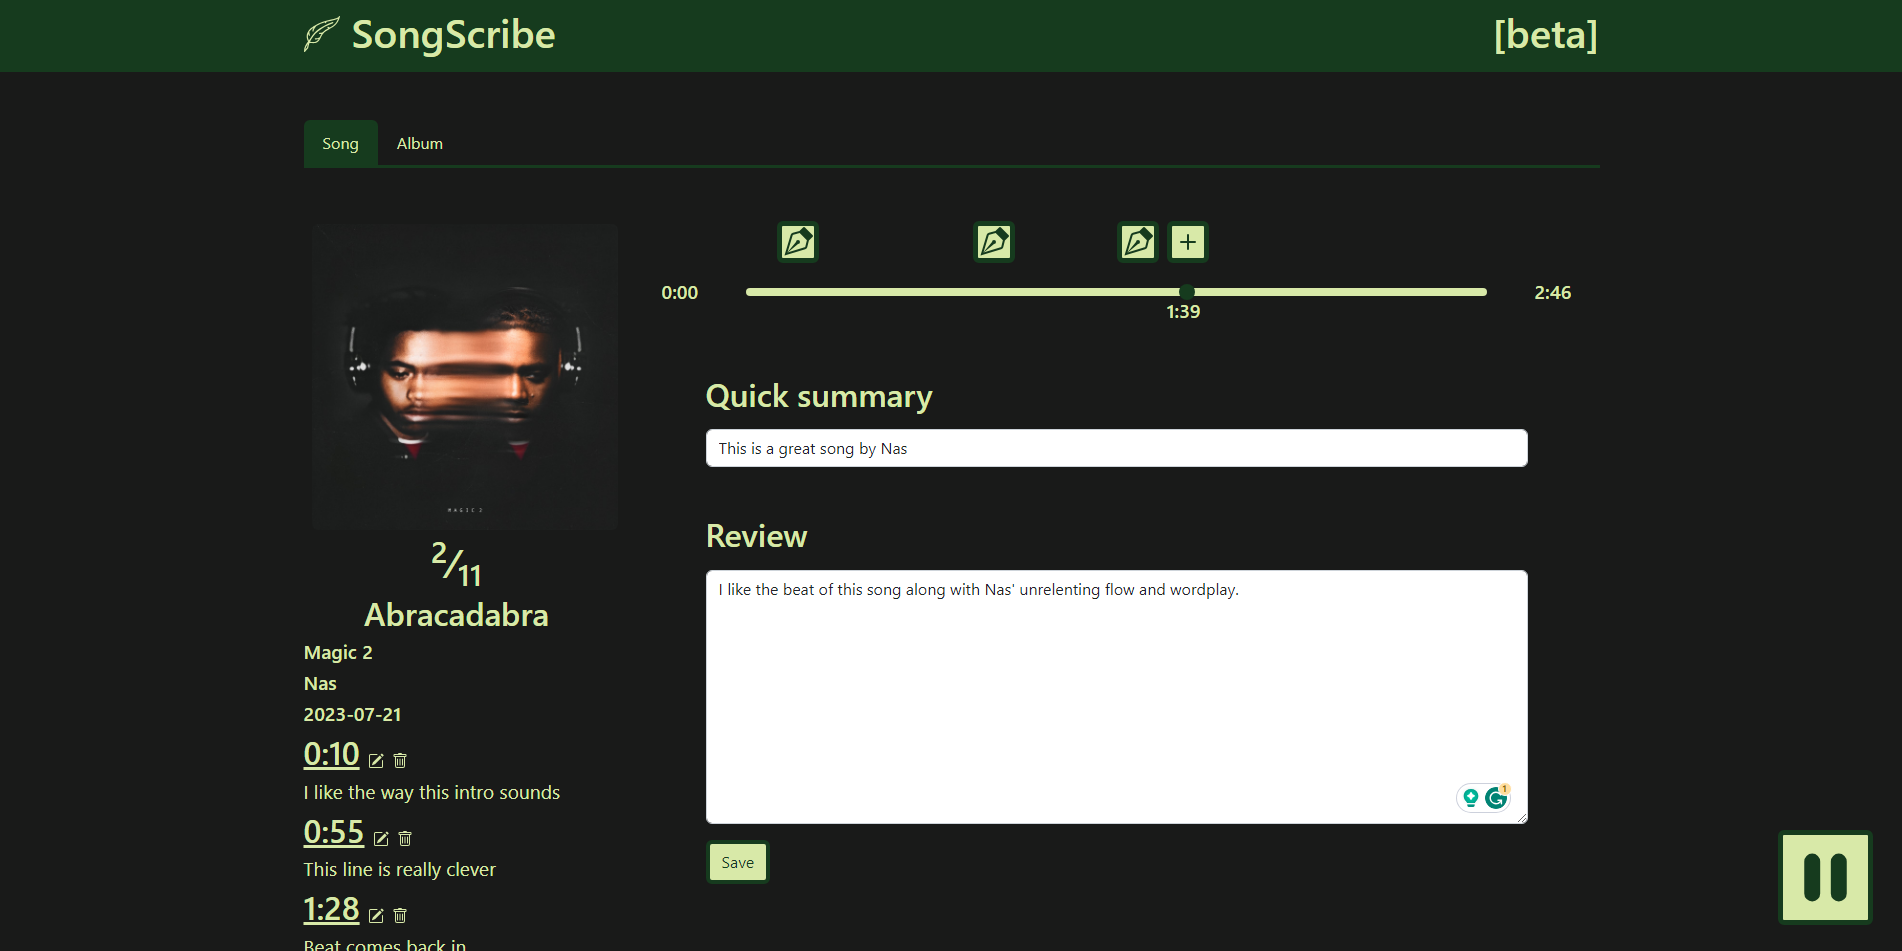 SongScribe
[beta]
Song
Album
0:00
2:46
1:39
MAGIC 2
2/11
Abracadabra
Magic 2
Nas
2023-07-21
0:10
I like the way this intro sounds
0:55
This line is really clever
1:28
Beat comes back in
Quick summary
This is a great song by Nas
Review
I like the beat of this song along with Nas' unrelenting flow and wordplay.
1
Save